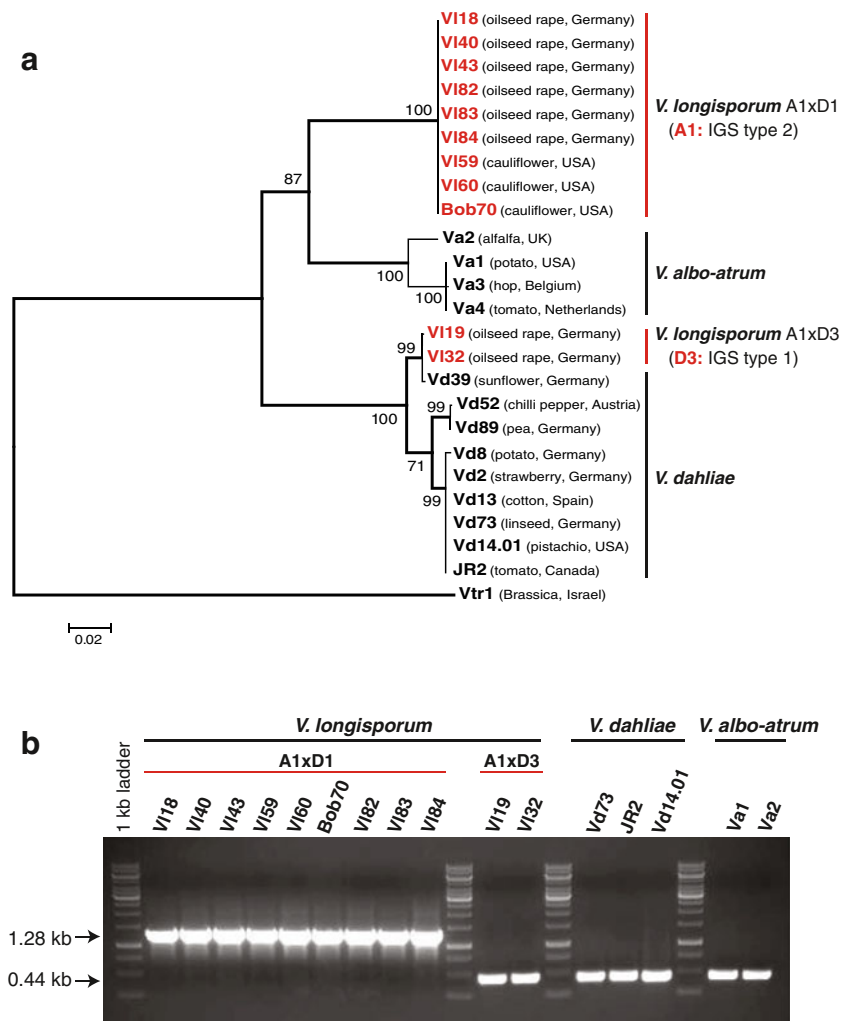 a
Vl18 (oilseed rape, Germany)
Vl40 (oilseed rape, Germany)
Vl43 (oilseed rape, Germany)
Vl82 (oilseed rape, Germany)
Vl83 (oilseed rape, Germany)
Vl84 (oilseed rape, Germany)
Vl59 (cauliflower, USA)
Vl60 (cauliflower, USA)
Bob70 (cauliflower, USA)
V. longisporum A1xD1
(A1: IGS type 2)
100
87
Va2 (alfalfa, UK)
Va1 (potato, USA)
Va3 (hop, Belgium)
Va4 (tomato, Netherlands)
V. albo-atrum
100
100
Vl19 (oilseed rape, Germany)
Vl32 (oilseed rape, Germany)
V. longisporum A1xD3
(D3: IGS type 1)
99
Vd39 (sunflower, Germany)
Vd52 (chilli pepper, Austria)
Vd89 (pea, Germany)
Vd8 (potato, Germany)
Vd2 (strawberry, Germany)
Vd13 (cotton, Spain)
Vd73 (linseed, Germany)
Vd14.01 (pistachio, USA)
JR2 (tomato, Canada)
V. dahliae
100
99
71
99
Vtr1 (Brassica, Israel)
0.02
b
V. longisporum
V. dahliae
V. albo-atrum
A1xD1
A1xD3
1 kb ladder
Vl18
Vl40
Vl43
Vl59
Vl60
Bob70
Vl82
Vl83
Vl84
Vl19
Vl32
Vd73
JR2
Vd14.01
Va1
Va2
1.28 kb
0.44 kb